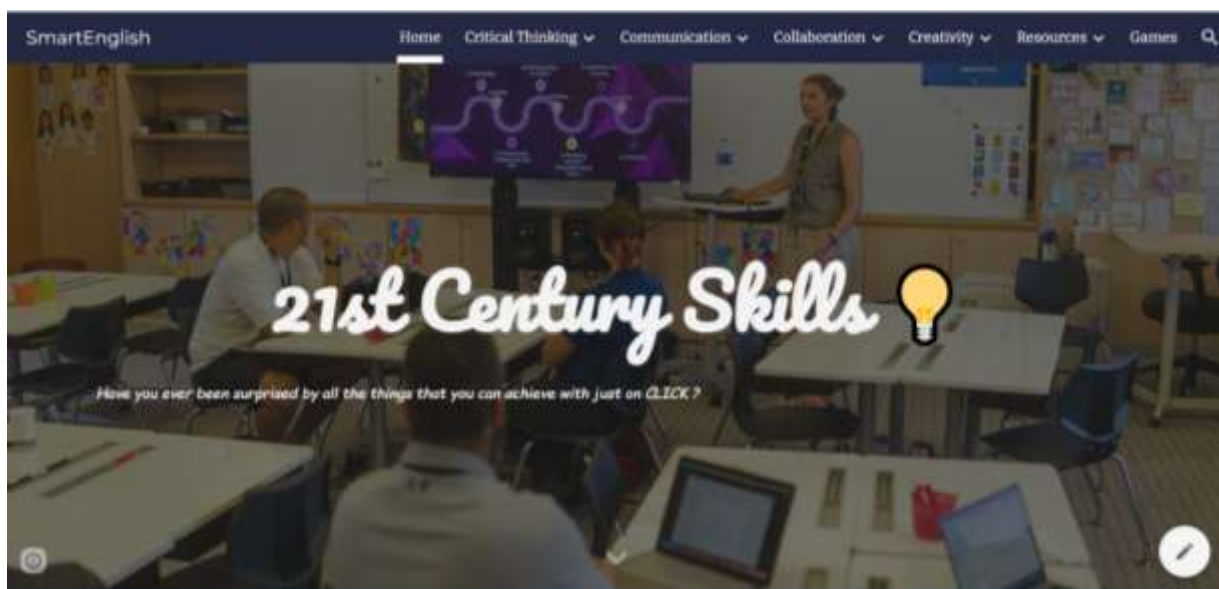 SmartEnglish
Home Critical Thinking Communication Collaboration Creativity Resources Games
21st Century Skills
Have you ever been surprised by all the things that you can achieve with just on CLICK ?